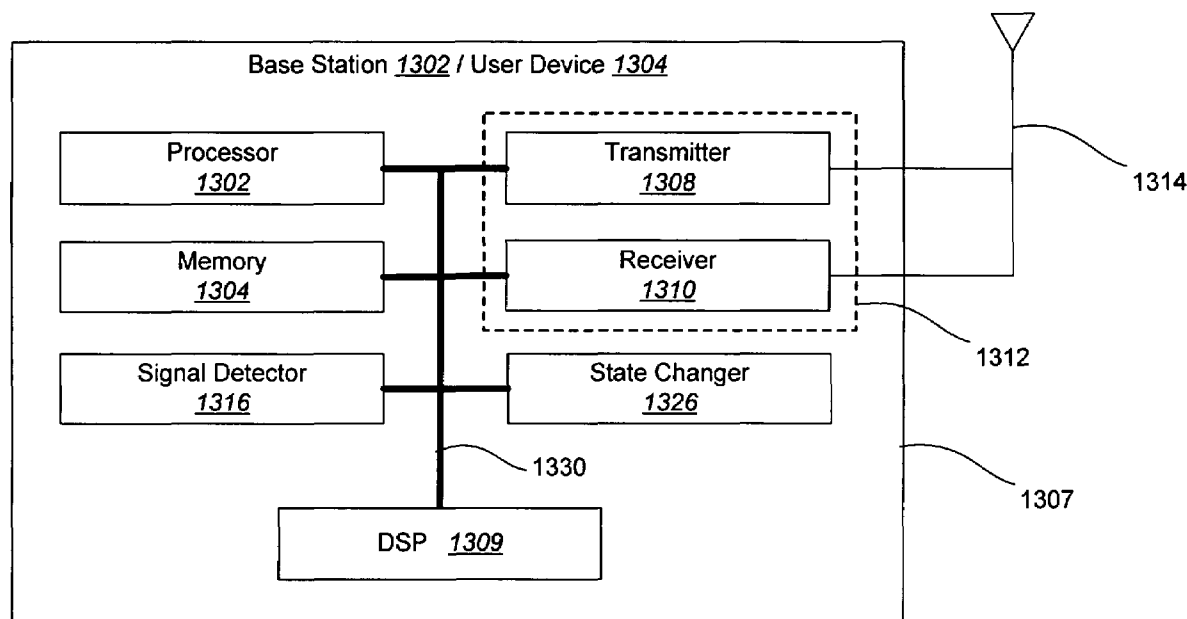 Base Station 1302 / User Device 1304
Processor
1302
Transmitter
1308
1314
Memory
1304
Receiver
1310
1312
Signal Detector
1316
State Changer
1326
1330
1307
DSP 1309